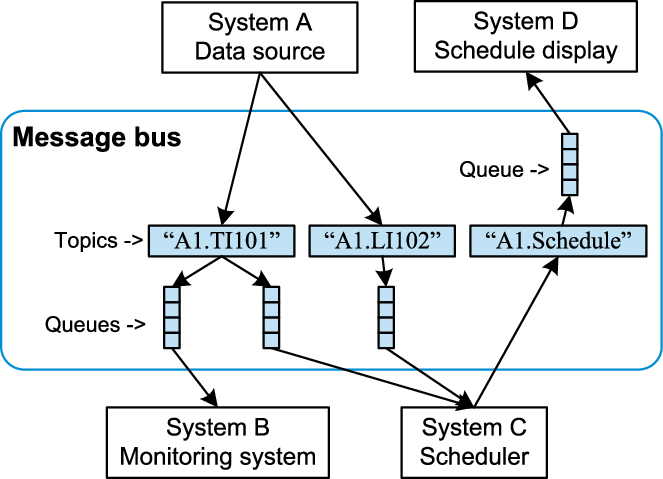 System A
Data source
System D
Schedule display
Message bus
Queue ->
Topics ->
“A1.TI101”
“A1.LI102”
“A1.Schedule”
Queues ->
System B
Monitoring system
System C
Scheduler